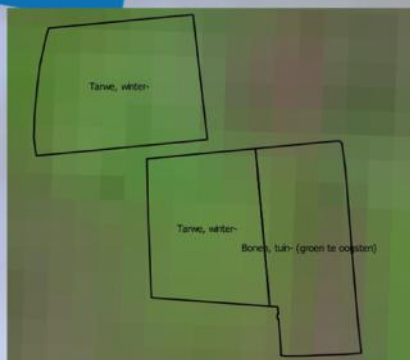 Tarwe, winter-
Tarwe, winter-
Bonen, tuin- (groen te oogsten)